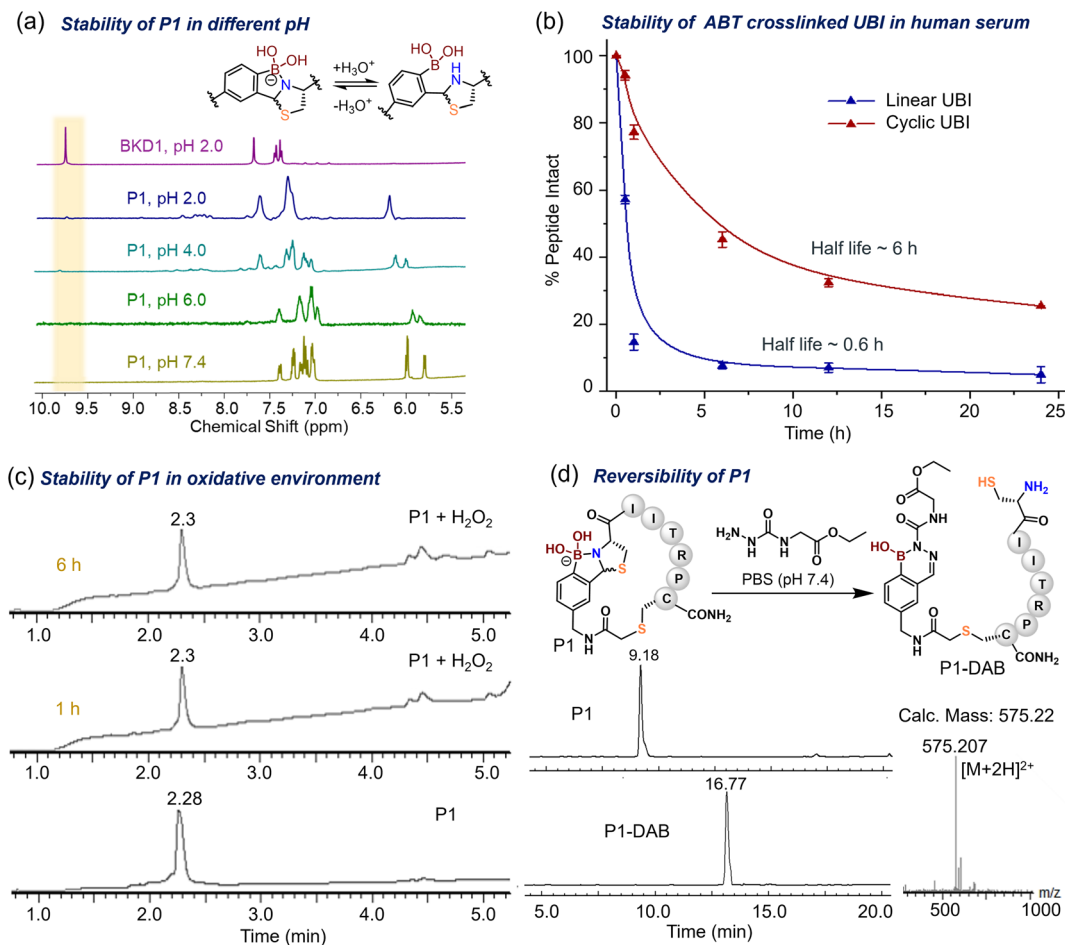 (a) Stability of P1 in different pH
HO OH
B
⊖
N
S
+H₃O⁺
-H₃O⁺
HO OH
B
H
N
S
BKD1, pH 2.0
P1, pH 2.0
P1, pH 4.0
P1, pH 6.0
P1, pH 7.4
10.0 9.5 9.0 8.5 8.0 7.5 7.0 6.5 6.0 5.5
Chemical Shift (ppm)
(b) Stability of ABT crosslinked UBI in human serum
100
80
60
40
20
0
% Peptide Intact
Linear UBI
Cyclic UBI
Half life ~ 6 h
Half life ~ 0.6 h
0 5 10 15 20 25
Time (h)
(c) Stability of P1 in oxidative environment
2.3
P1 + H₂O₂
6 h
1.0 2.0 3.0 4.0 5.0
2.3
P1 + H₂O₂
1 h
1.0 2.0 3.0 4.0 5.0
2.28
P1
1.0 2.0 3.0 4.0 5.0
Time (min)
(d) Reversibility of P1
O I I T R P C
HO OH
B N
⊖
S
O
S
CONH₂
N
H
P1
H₂N N H O N H O O
PBS (pH 7.4)
O O
NH
O N
HO B N
N
H
O
S
HS NH₂
O
I I T R P C
CONH₂
P1-DAB
9.18
P1
Calc. Mass: 575.22
575.207
[M+2H]²⁺
16.77
P1-DAB
5.0 10.0 15.0 20.0
Time (min)
500 1000 m/z